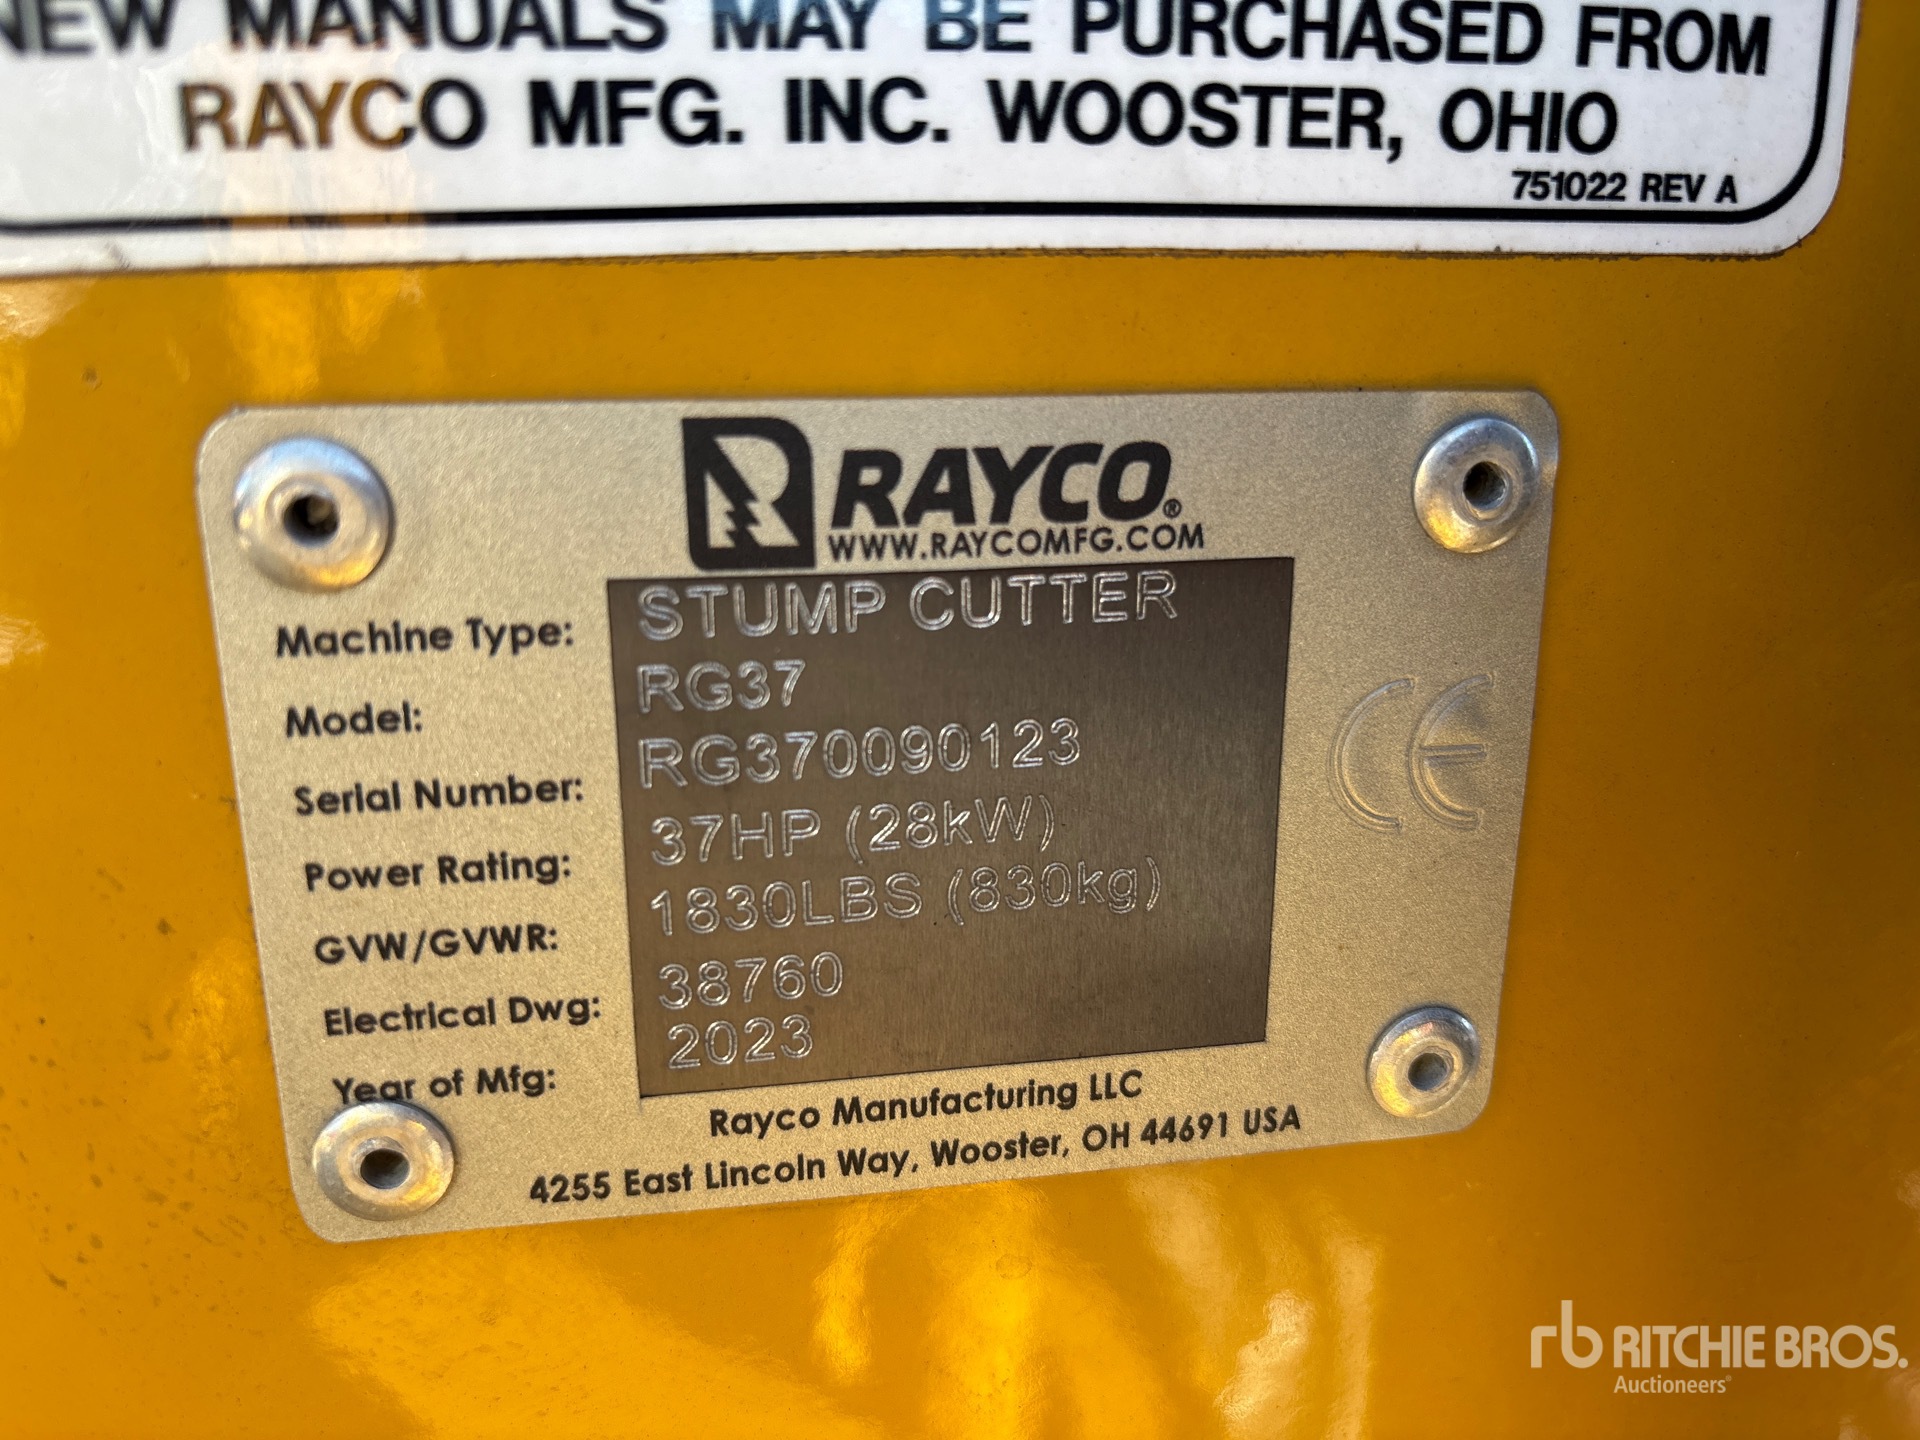 NEW MANUALS MAY BE PURCHASED FROM
RAYCO MFG. INC. WOOSTER, OHIO
751022 REV A
RAYCO®
WWW.RAYCOMFG.COM
Machine Type: STUMP CUTTER
Model: RG37
Serial Number: RG370090123
Power Rating: 37HP (28kW)
GVW/GVWR: 1830LBS (830kg)
Electrical Dwg: 38760
Year of Mfg: 2023
CE
Rayco Manufacturing LLC
4255 East Lincoln Way, Wooster, OH 44691 USA
rb RITCHIE BROS.
Auctioneers